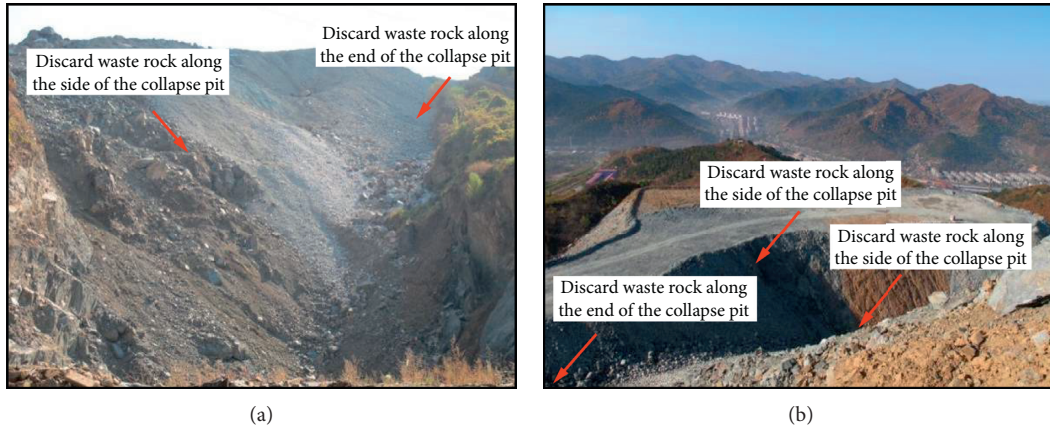 Discard waste rock along
the side of the collapse pit
Discard waste rock along
the end of the collapse pit
(a)
Discard waste rock along
the side of the collapse pit
Discard waste rock along
the side of the collapse pit
Discard waste rock along
the end of the collapse pit
(b)